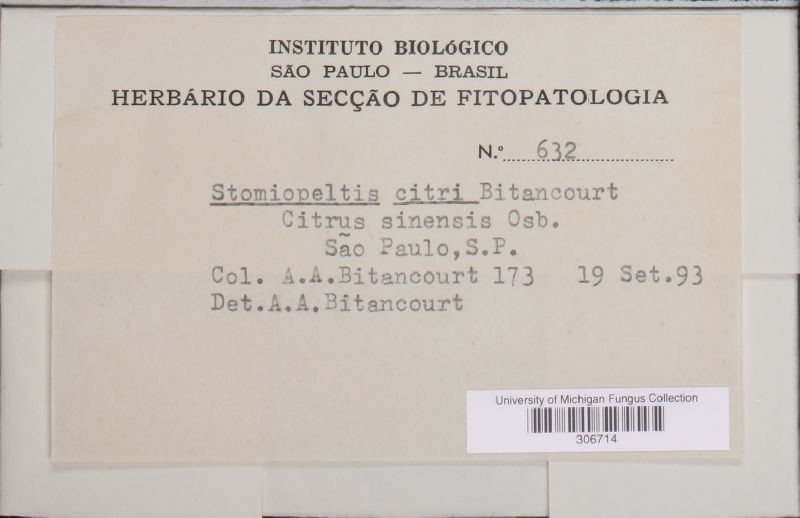 INSTITUTO BIOLÓGICO
SÃO PAULO — BRASIL
HERBÁRIO DA SECÇÃO DE FITOPATOLOGIA
N.º 632
Stomiopeltis citri Bitancourt
Citrus sinensis Osb.
São Paulo, S.P.
Col. A.A.Bitancourt 173 19 Set.93
Det.A.A.Bitancourt
University of Michigan Fungus Collection
306714